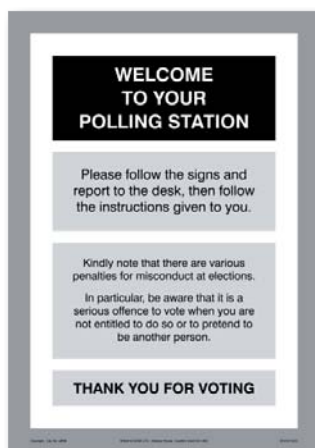 WELCOME
TO YOUR
POLLING STATION
Please follow the signs and
report to the desk, then follow
the instructions given to you.
Kindly note that there are various
penalties for misconduct at elections.
In particular, be aware that it is a
serious offence to vote when you are
not entitled to do so or to pretend to
be another person.
THANK YOU FOR VOTING